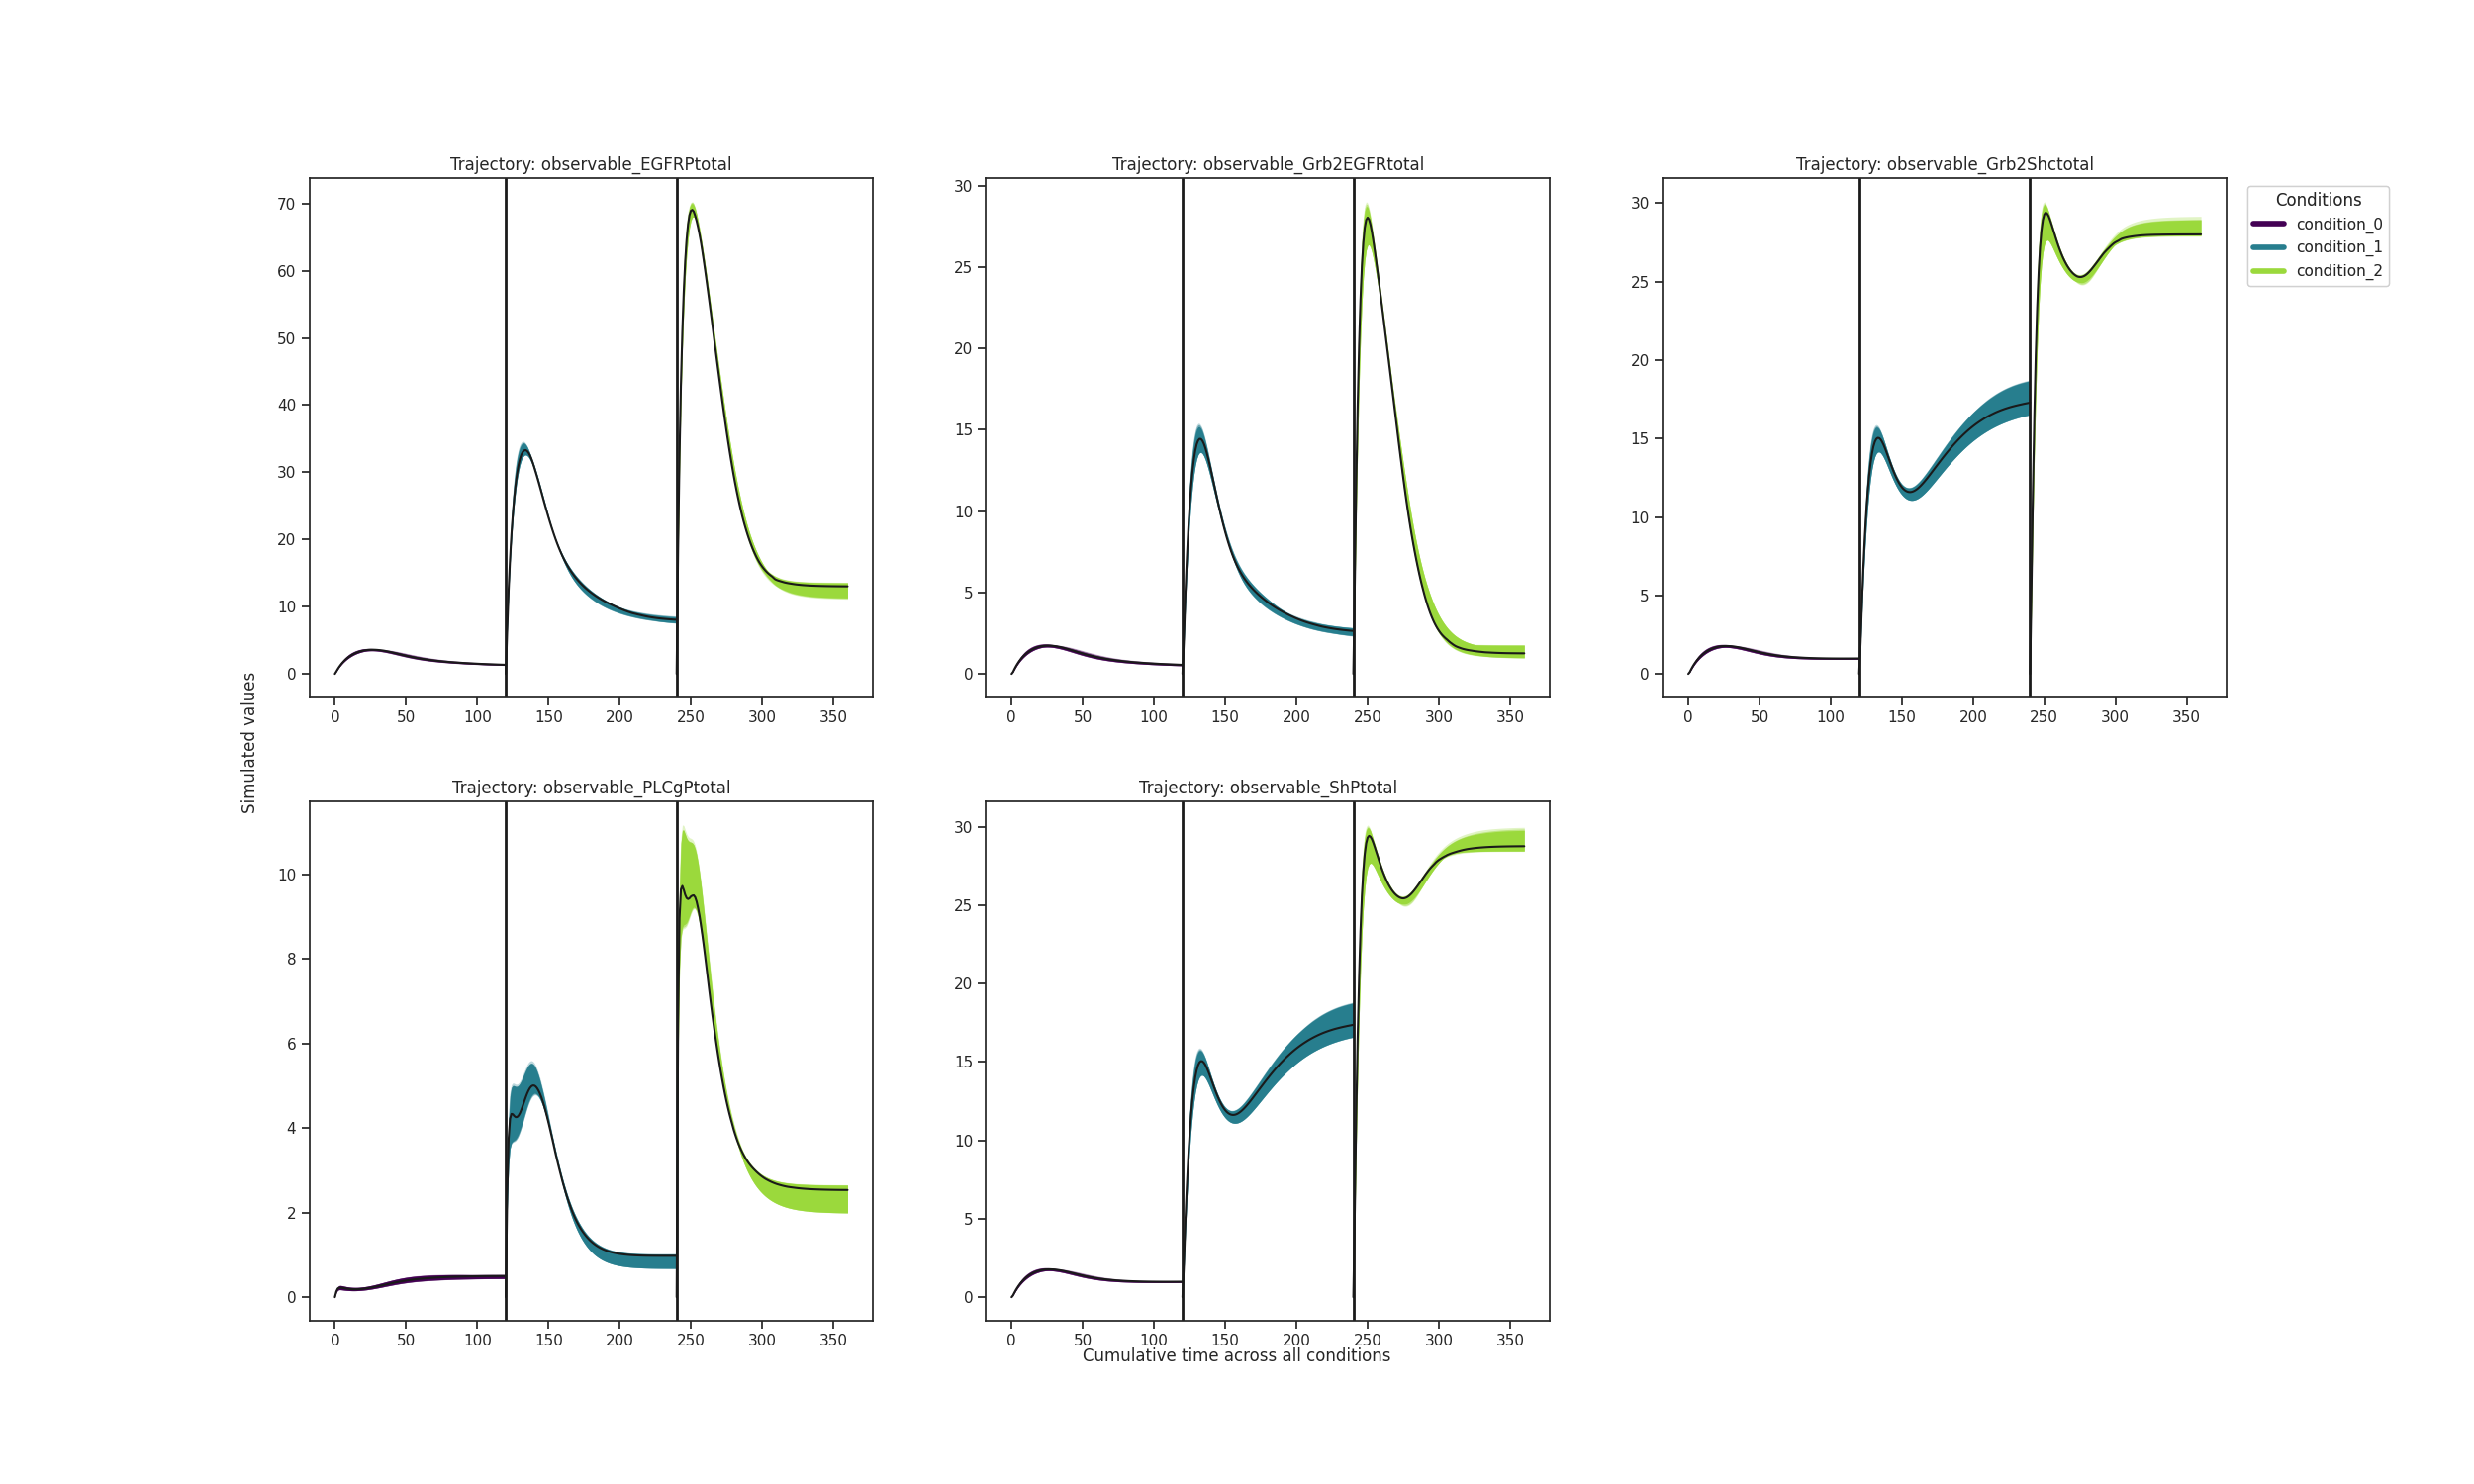 Trajectory: observable_EGFRPtotal
70
60
50
40
30
20
10
0
0 50 100 150 200 250 300 350
Trajectory: observable_Grb2EGFRtotal
30
25
20
15
10
5
0
0 50 100 150 200 250 300 350
Trajectory: observable_Grb2Shctotal
30
25
20
15
10
5
0
0 50 100 150 200 250 300 350
Conditions
condition_0
condition_1
condition_2
Simulated values
Trajectory: observable_PLCgPtotal
10
8
6
4
2
0
0 50 100 150 200 250 300 350
Trajectory: observable_ShPtotal
30
25
20
15
10
5
0
0 50 100 150 200 250 300 350
Cumulative time across all conditions